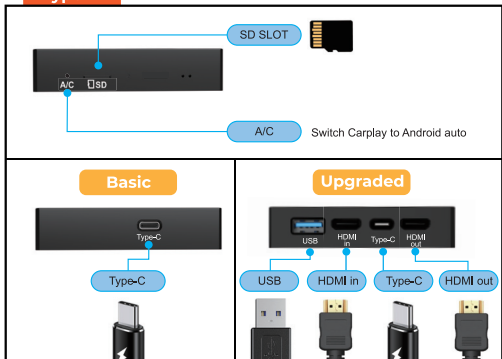 SD SLOT
A/C SD
A/C Switch Carplay to Android auto
Basic
Type-C
Type-C
Upgraded
USB HDMI in Type-C HDMI out
USB HDMI in Type-C HDMI out